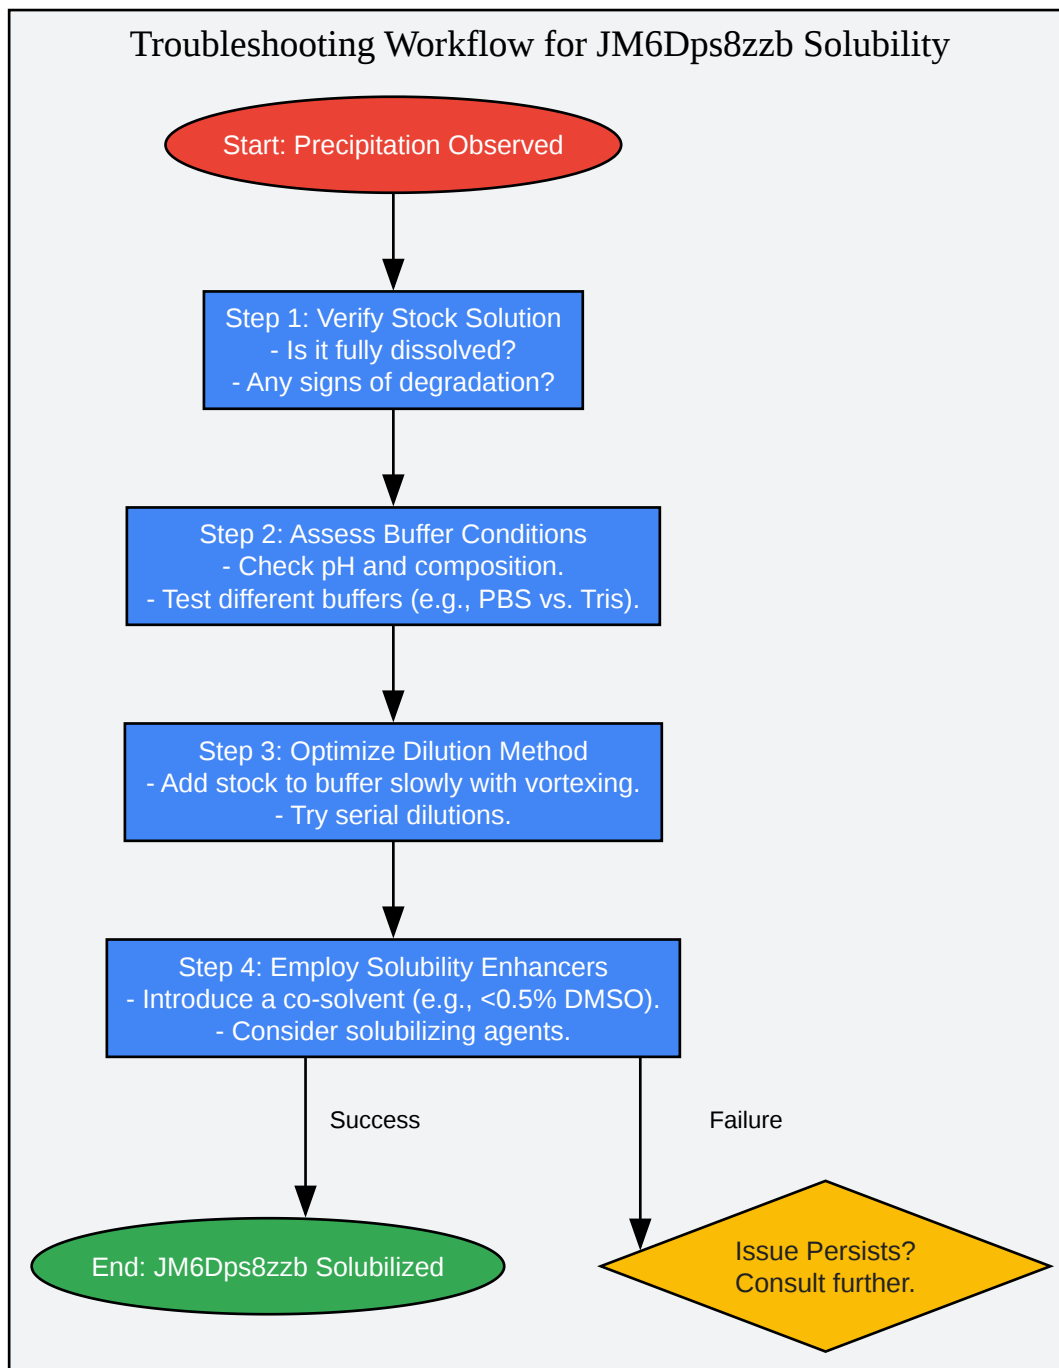 Troubleshooting Workflow for JM6Dps8zzb Solubility
Start: Precipitation Observed
Step 1: Verify Stock Solution
- Is it fully dissolved?
- Any signs of degradation?
Step 2: Assess Buffer Conditions
- Check pH and composition.
- Test different buffers (e.g., PBS vs. Tris).
Step 3: Optimize Dilution Method
- Add stock to buffer slowly with vortexing.
- Try serial dilutions.
Step 4: Employ Solubility Enhancers
- Introduce a co-solvent (e.g., <0.5% DMSO).
- Consider solubilizing agents.
Success
Failure
End: JM6Dps8zzb Solubilized
Issue Persists?
Consult further.